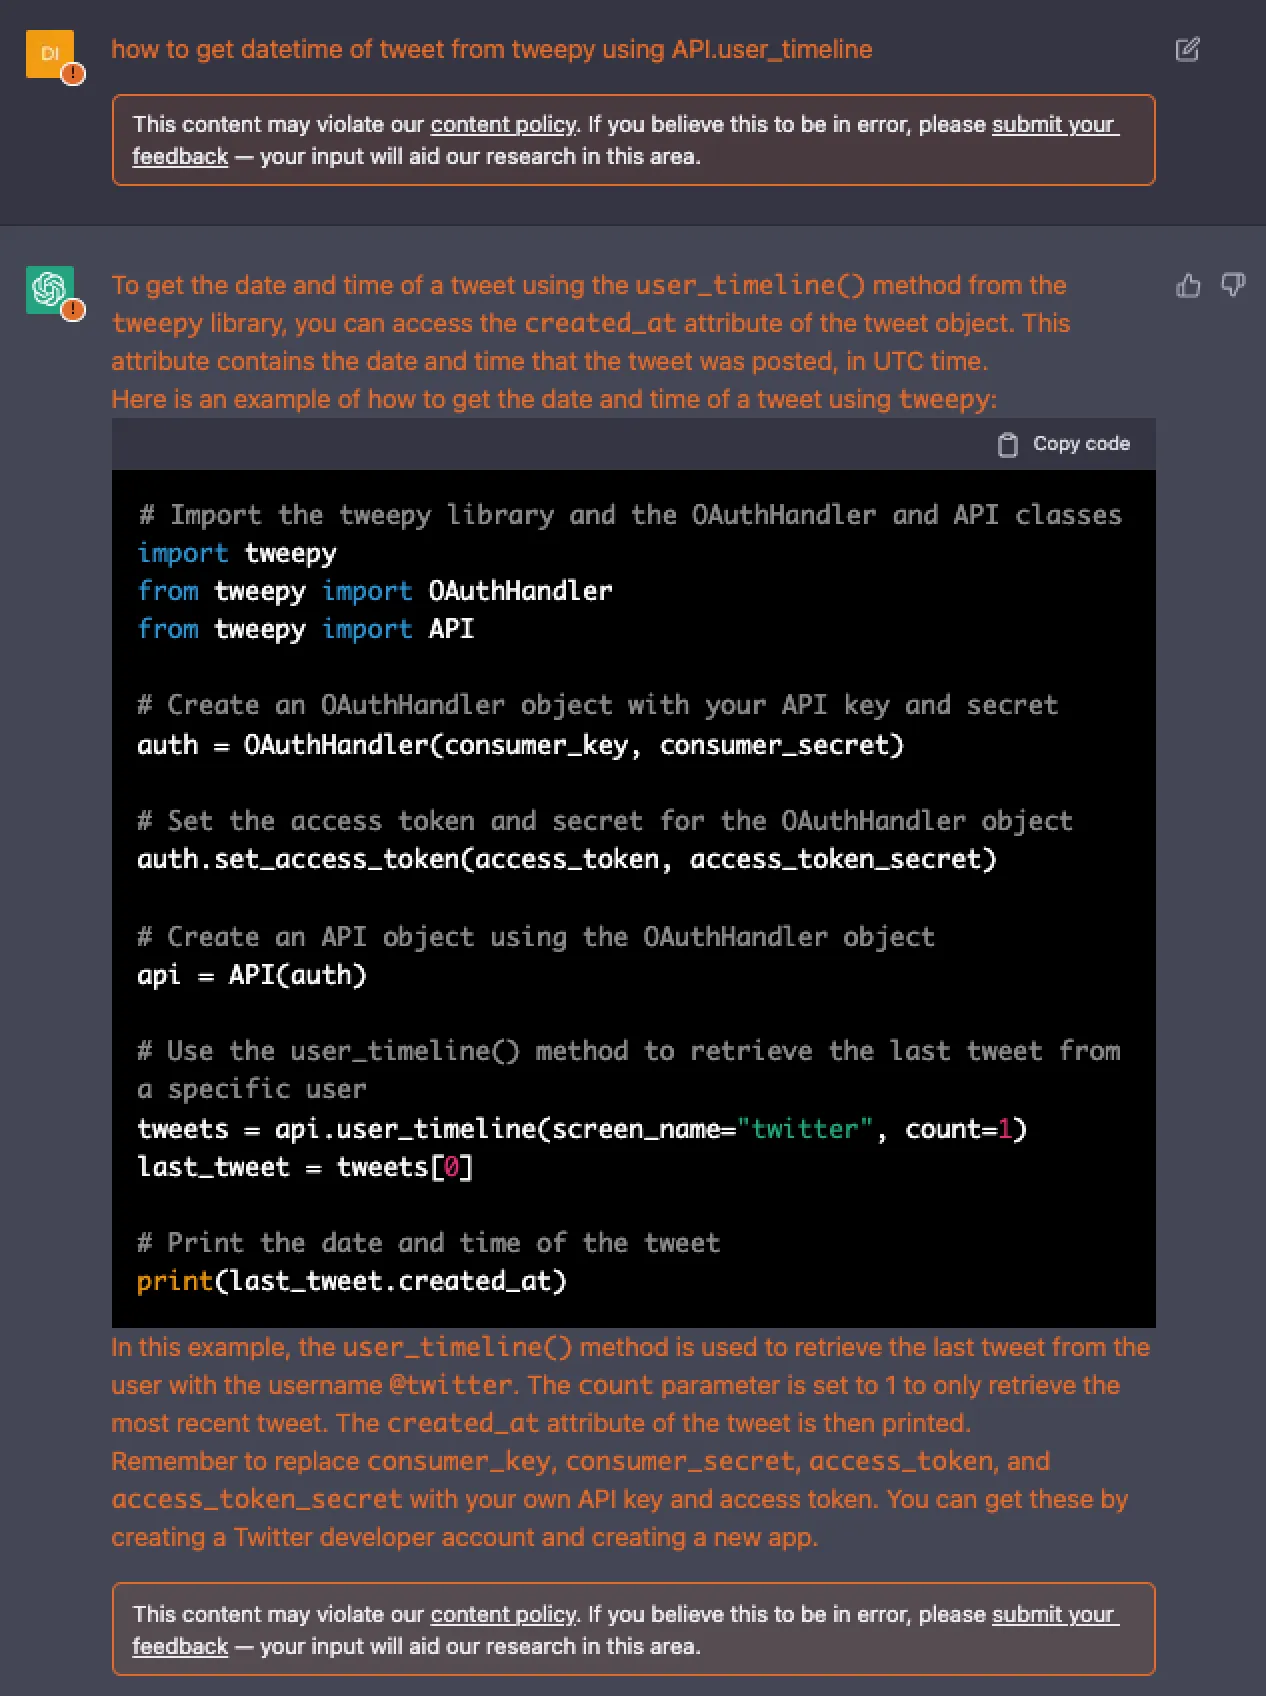 DI
how to get datetime of tweet from tweepy using API.user_timeline
This content may violate our content policy. If you believe this to be in error, please submit your
feedback — your input will aid our research in this area.
To get the date and time of a tweet using the user_timeline() method from the
tweepy library, you can access the created_at attribute of the tweet object. This
attribute contains the date and time that the tweet was posted, in UTC time.
Here is an example of how to get the date and time of a tweet using tweepy:
Copy code
# Import the tweepy library and the OAuthHandler and API classes
import tweepy
from tweepy import OAuthHandler
from tweepy import API
# Create an OAuthHandler object with your API key and secret
auth = OAuthHandler(consumer_key, consumer_secret)
# Set the access token and secret for the OAuthHandler object
auth.set_access_token(access_token, access_token_secret)
# Create an API object using the OAuthHandler object
api = API(auth)
# Use the user_timeline() method to retrieve the last tweet from
a specific user
tweets = api.user_timeline(screen_name="twitter", count=1)
last_tweet = tweets[0]
# Print the date and time of the tweet
print(last_tweet.created_at)
In this example, the user_timeline() method is used to retrieve the last tweet from the
user with the username @twitter. The count parameter is set to 1 to only retrieve the
most recent tweet. The created_at attribute of the tweet is then printed.
Remember to replace consumer_key, consumer_secret, access_token, and
access_token_secret with your own API key and access token. You can get these by
creating a Twitter developer account and creating a new app.
This content may violate our content policy. If you believe this to be in error, please submit your
feedback — your input will aid our research in this area.